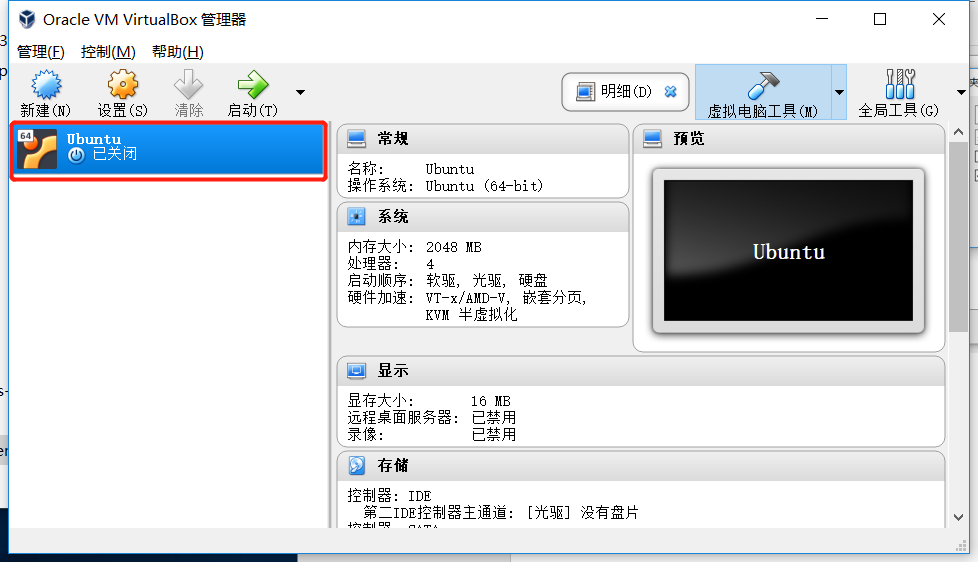 Oracle VM VirtualBox 管理器
管理(F) 控制(M) 帮助(H)
新建(N) 设置(S) 清除 启动(T) 明细(D) 虚拟电脑工具(M) 全局工具(G)
64
Ubuntu
已关闭
常规
名称: Ubuntu
操作系统: Ubuntu (64-bit)
系统
内存大小: 2048 MB
处理器: 4
启动顺序: 软驱, 光驱, 硬盘
硬件加速: VT-x/AMD-V, 嵌套分页,
KVM 半虚拟化
预览
Ubuntu
显示
显存大小: 16 MB
远程桌面服务器: 已禁用
录像: 已禁用
存储
控制器: IDE
第二IDE控制器主通道: [光驱] 没有盘片